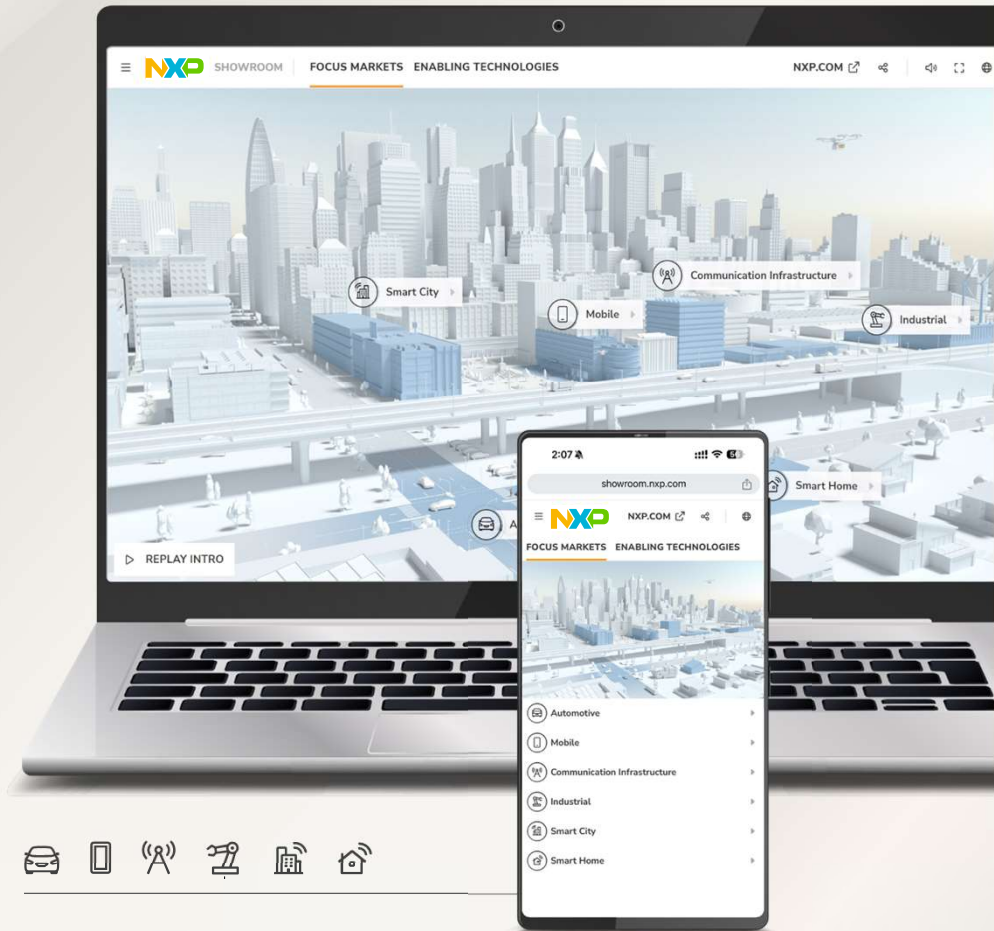 NXP SHOWROOM FOCUS MARKETS ENABLING TECHNOLOGIES NXP.COM
Communication Infrastructure
Smart City
Mobile
Industrial
Smart Home
A
REPLAY INTRO
2:07
showroom.nxp.com
NXP NXP.COM
FOCUS MARKETS ENABLING TECHNOLOGIES
Automotive
Mobile
Communication Infrastructure
Industrial
Smart City
Smart Home